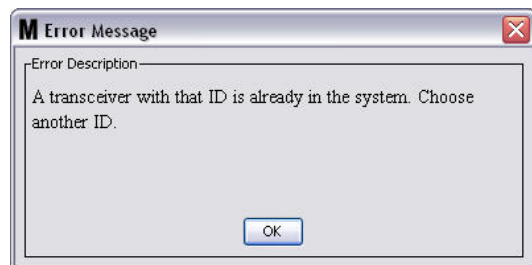 M Error Message
Error Description
A transceiver with that ID is already in the system. Choose
another ID.
OK